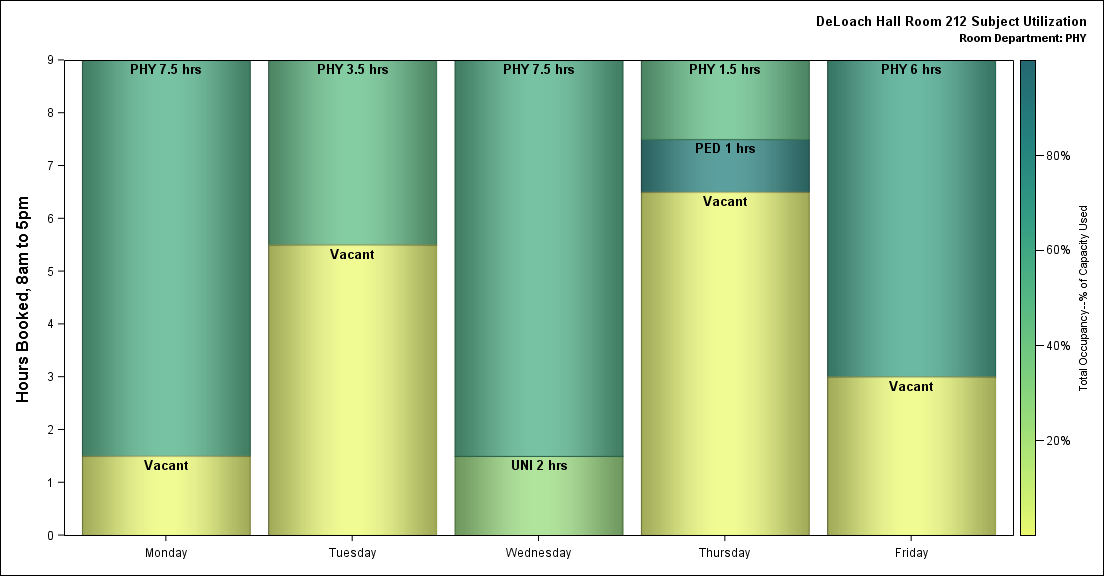 DeLoach Hall Room 212 Subject Utilization
Room Department: PHY
Hours Booked, 8am to 5pm
9
8
7
6
5
4
3
2
1
0
PHY 7.5 hrs
Vacant
PHY 3.5 hrs
Vacant
PHY 7.5 hrs
UNI 2 hrs
PHY 1.5 hrs
PED 1 hrs
Vacant
PHY 6 hrs
Vacant
Monday
Tuesday
Wednesday
Thursday
Friday
80%
60%
40%
20%
Total Occupancy--% of Capacity Used